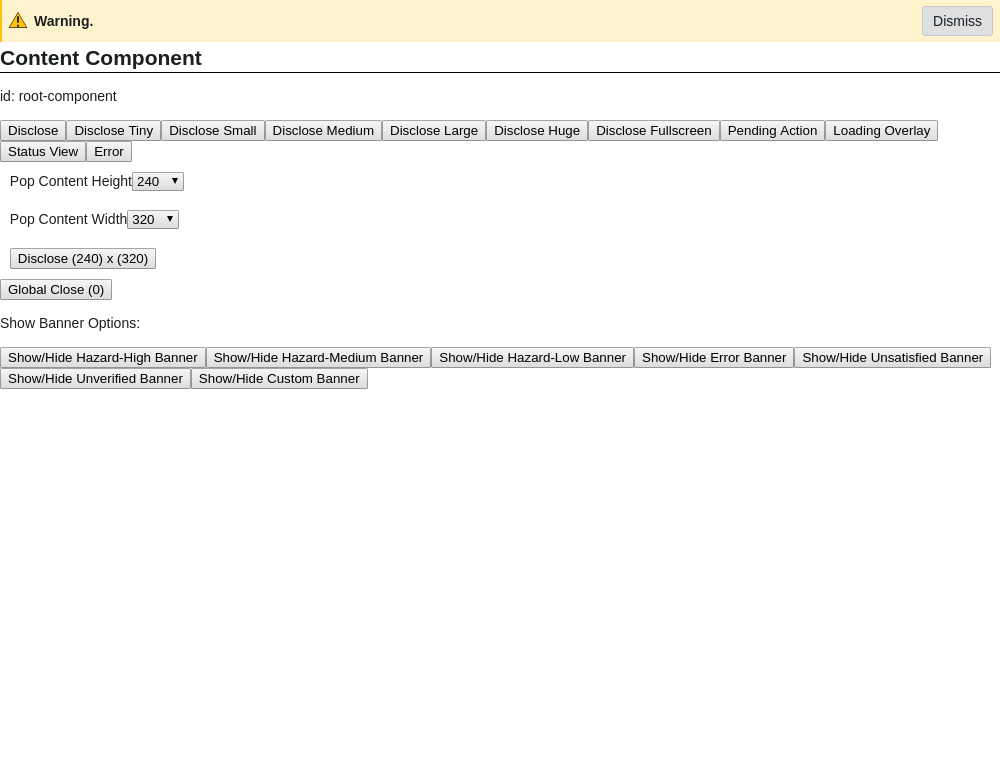 Warning.
Dismiss
Content Component
id: root-component
Disclose Disclose Tiny Disclose Small Disclose Medium Disclose Large Disclose Huge Disclose Fullscreen Pending Action Loading Overlay
Status View Error
Pop Content Height 240
Pop Content Width 320
Disclose (240) x (320)
Global Close (0)
Show Banner Options:
Show/Hide Hazard-High Banner Show/Hide Hazard-Medium Banner Show/Hide Hazard-Low Banner Show/Hide Error Banner Show/Hide Unsatisfied Banner
Show/Hide Unverified Banner Show/Hide Custom Banner